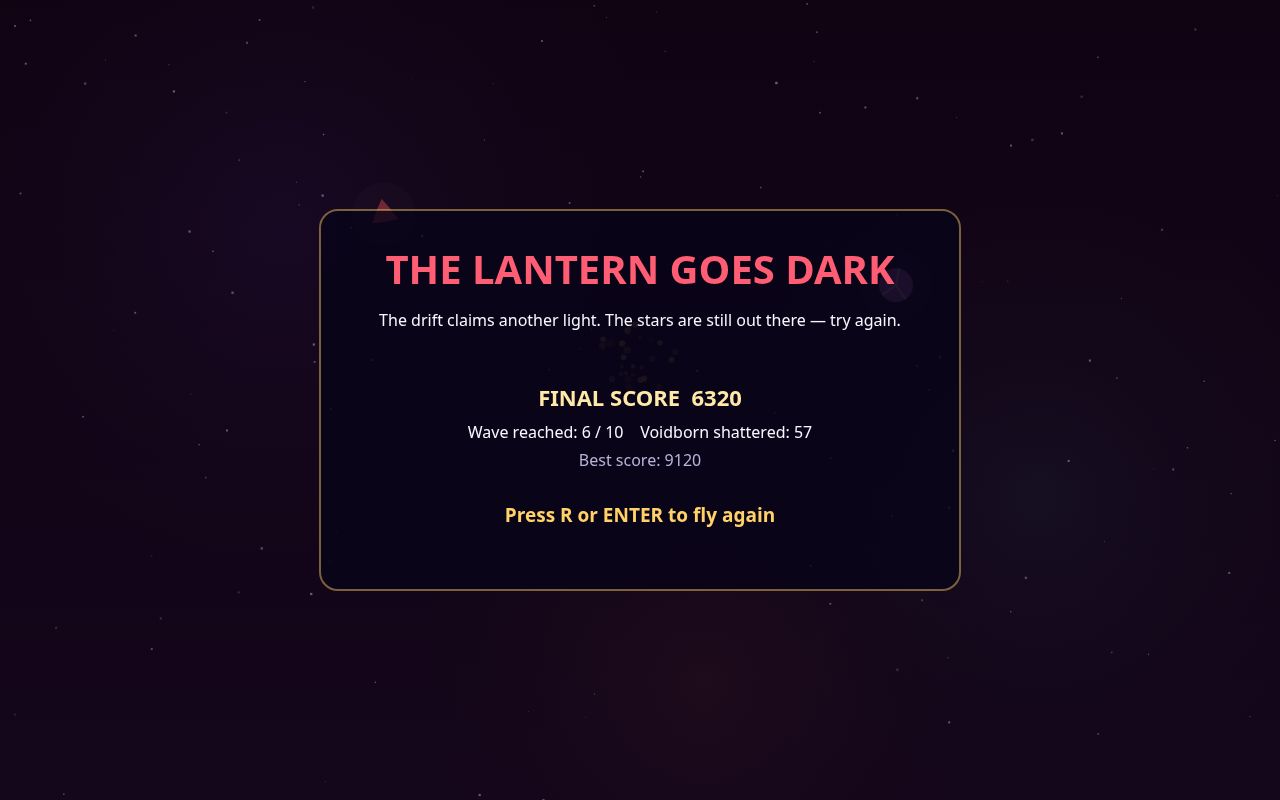 THE LANTERN GOES DARK
The drift claims another light. The stars are still out there — try again.
FINAL SCORE 6320
Wave reached: 6 / 10 Voidborn shattered: 57
Best score: 9120
Press R or ENTER to fly again